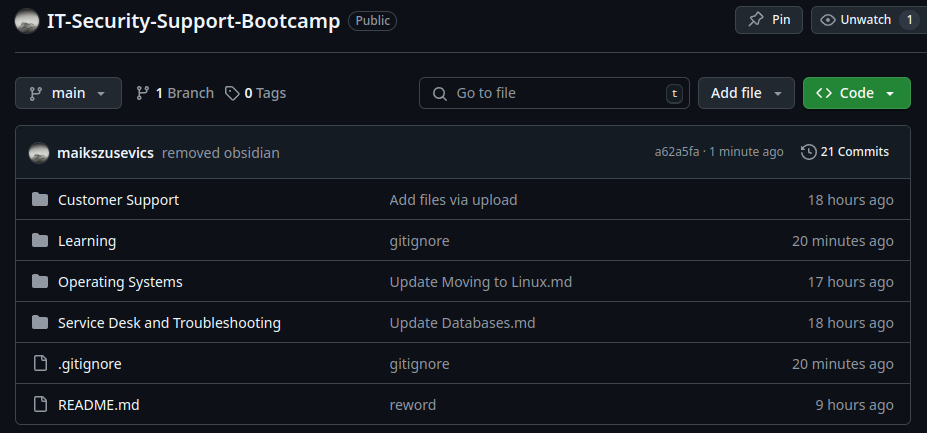 IT-Security-Support-Bootcamp Public Pin Unwatch 1
main 1 Branch 0 Tags Go to file t Add file Code
maikszusevics removed obsidian a62a5fa · 1 minute ago 21 Commits
Customer Support Add files via upload 18 hours ago
Learning gitignore 20 minutes ago
Operating Systems Update Moving to Linux.md 17 hours ago
Service Desk and Troubleshooting Update Databases.md 18 hours ago
.gitignore gitignore 20 minutes ago
README.md reword 9 hours ago